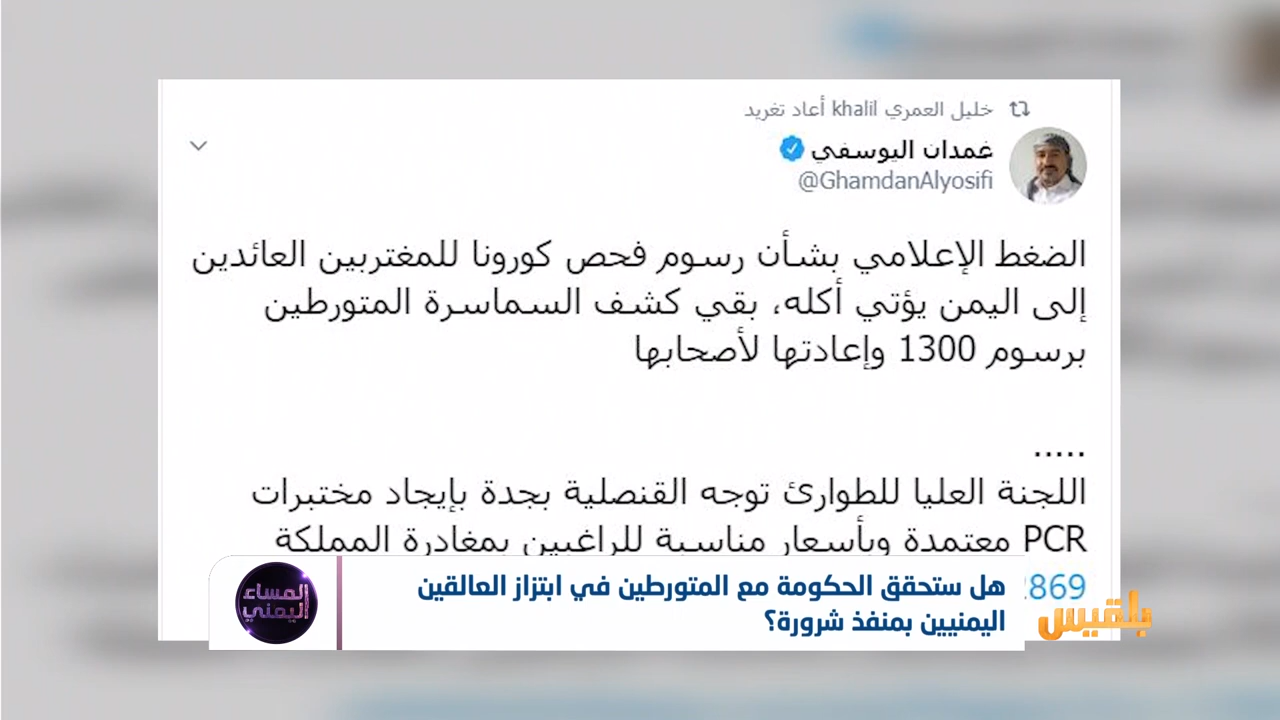 خليل العمري khalil أعاد تغريد
غمدان اليوسفي
@GhamdanAlyosifi
الضغط الإعلامي بشأن رسوم فحص كورونا للمغتربين العائدين
إلى اليمن يؤتي أكله، بقي كشف السماسرة المتورطين
برسوم 1300 وإعادتها لأصحابها
.....
اللجنة العليا للطوارئ توجه القنصلية بجدة بإيجاد مختبرات
PCR معتمدة وبأسعار مناسبة للراغبين بمغادرة المملكة
2869
هل ستحقق الحكومة مع المتورطين في ابتزاز العالقين
اليمنيين بمنفذ شرورة؟
المساء
اليمني
بلقيس